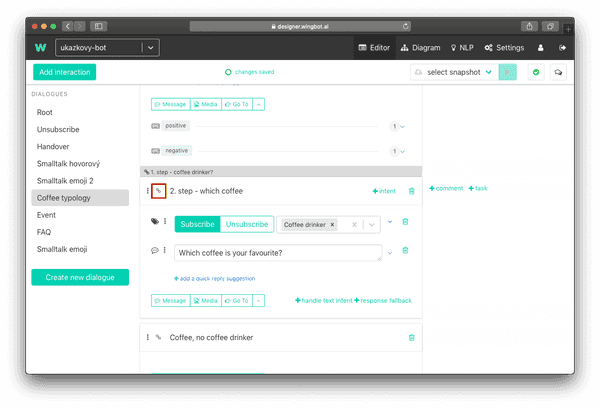 designer.wingbot.ai
W ukazkovy-bot Editor Diagram NLP Settings
Add interaction changes saved select snapshot
DIALOGUES
Root
Unsubscribe
Handover
Smalltalk hovorový
Smalltalk emoji 2
Coffee typology
Event
FAQ
Smalltalk emoji
Create new dialogue
Message Media Go To
positive 1
negative 1
1. step - coffee drinker?
2. step - which coffee +intent
+comment +task
Subscribe Unsubscribe Coffee drinker ×
Which coffee is your favourite?
+add a quick reply suggestion
Message Media Go To +handle text intent +response fallback
Coffee, no coffee drinker